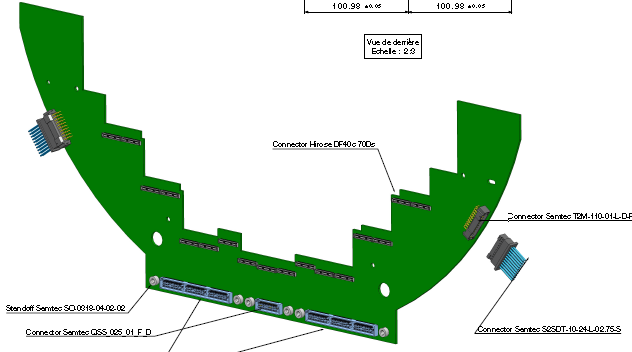 100.98 ±0.05 100.98 ±0.05
Vue de derrière
Echelle : 2:3
Connector Hirose DF40c 70Ds
Connector Samtec T2M-110-01-L-D-
Standoff Samtec SO-0319-04-02-02
Connector Samtec QSS_025_01_F_D
Connector Samtec S2SDT-10-24-L-02.75-S